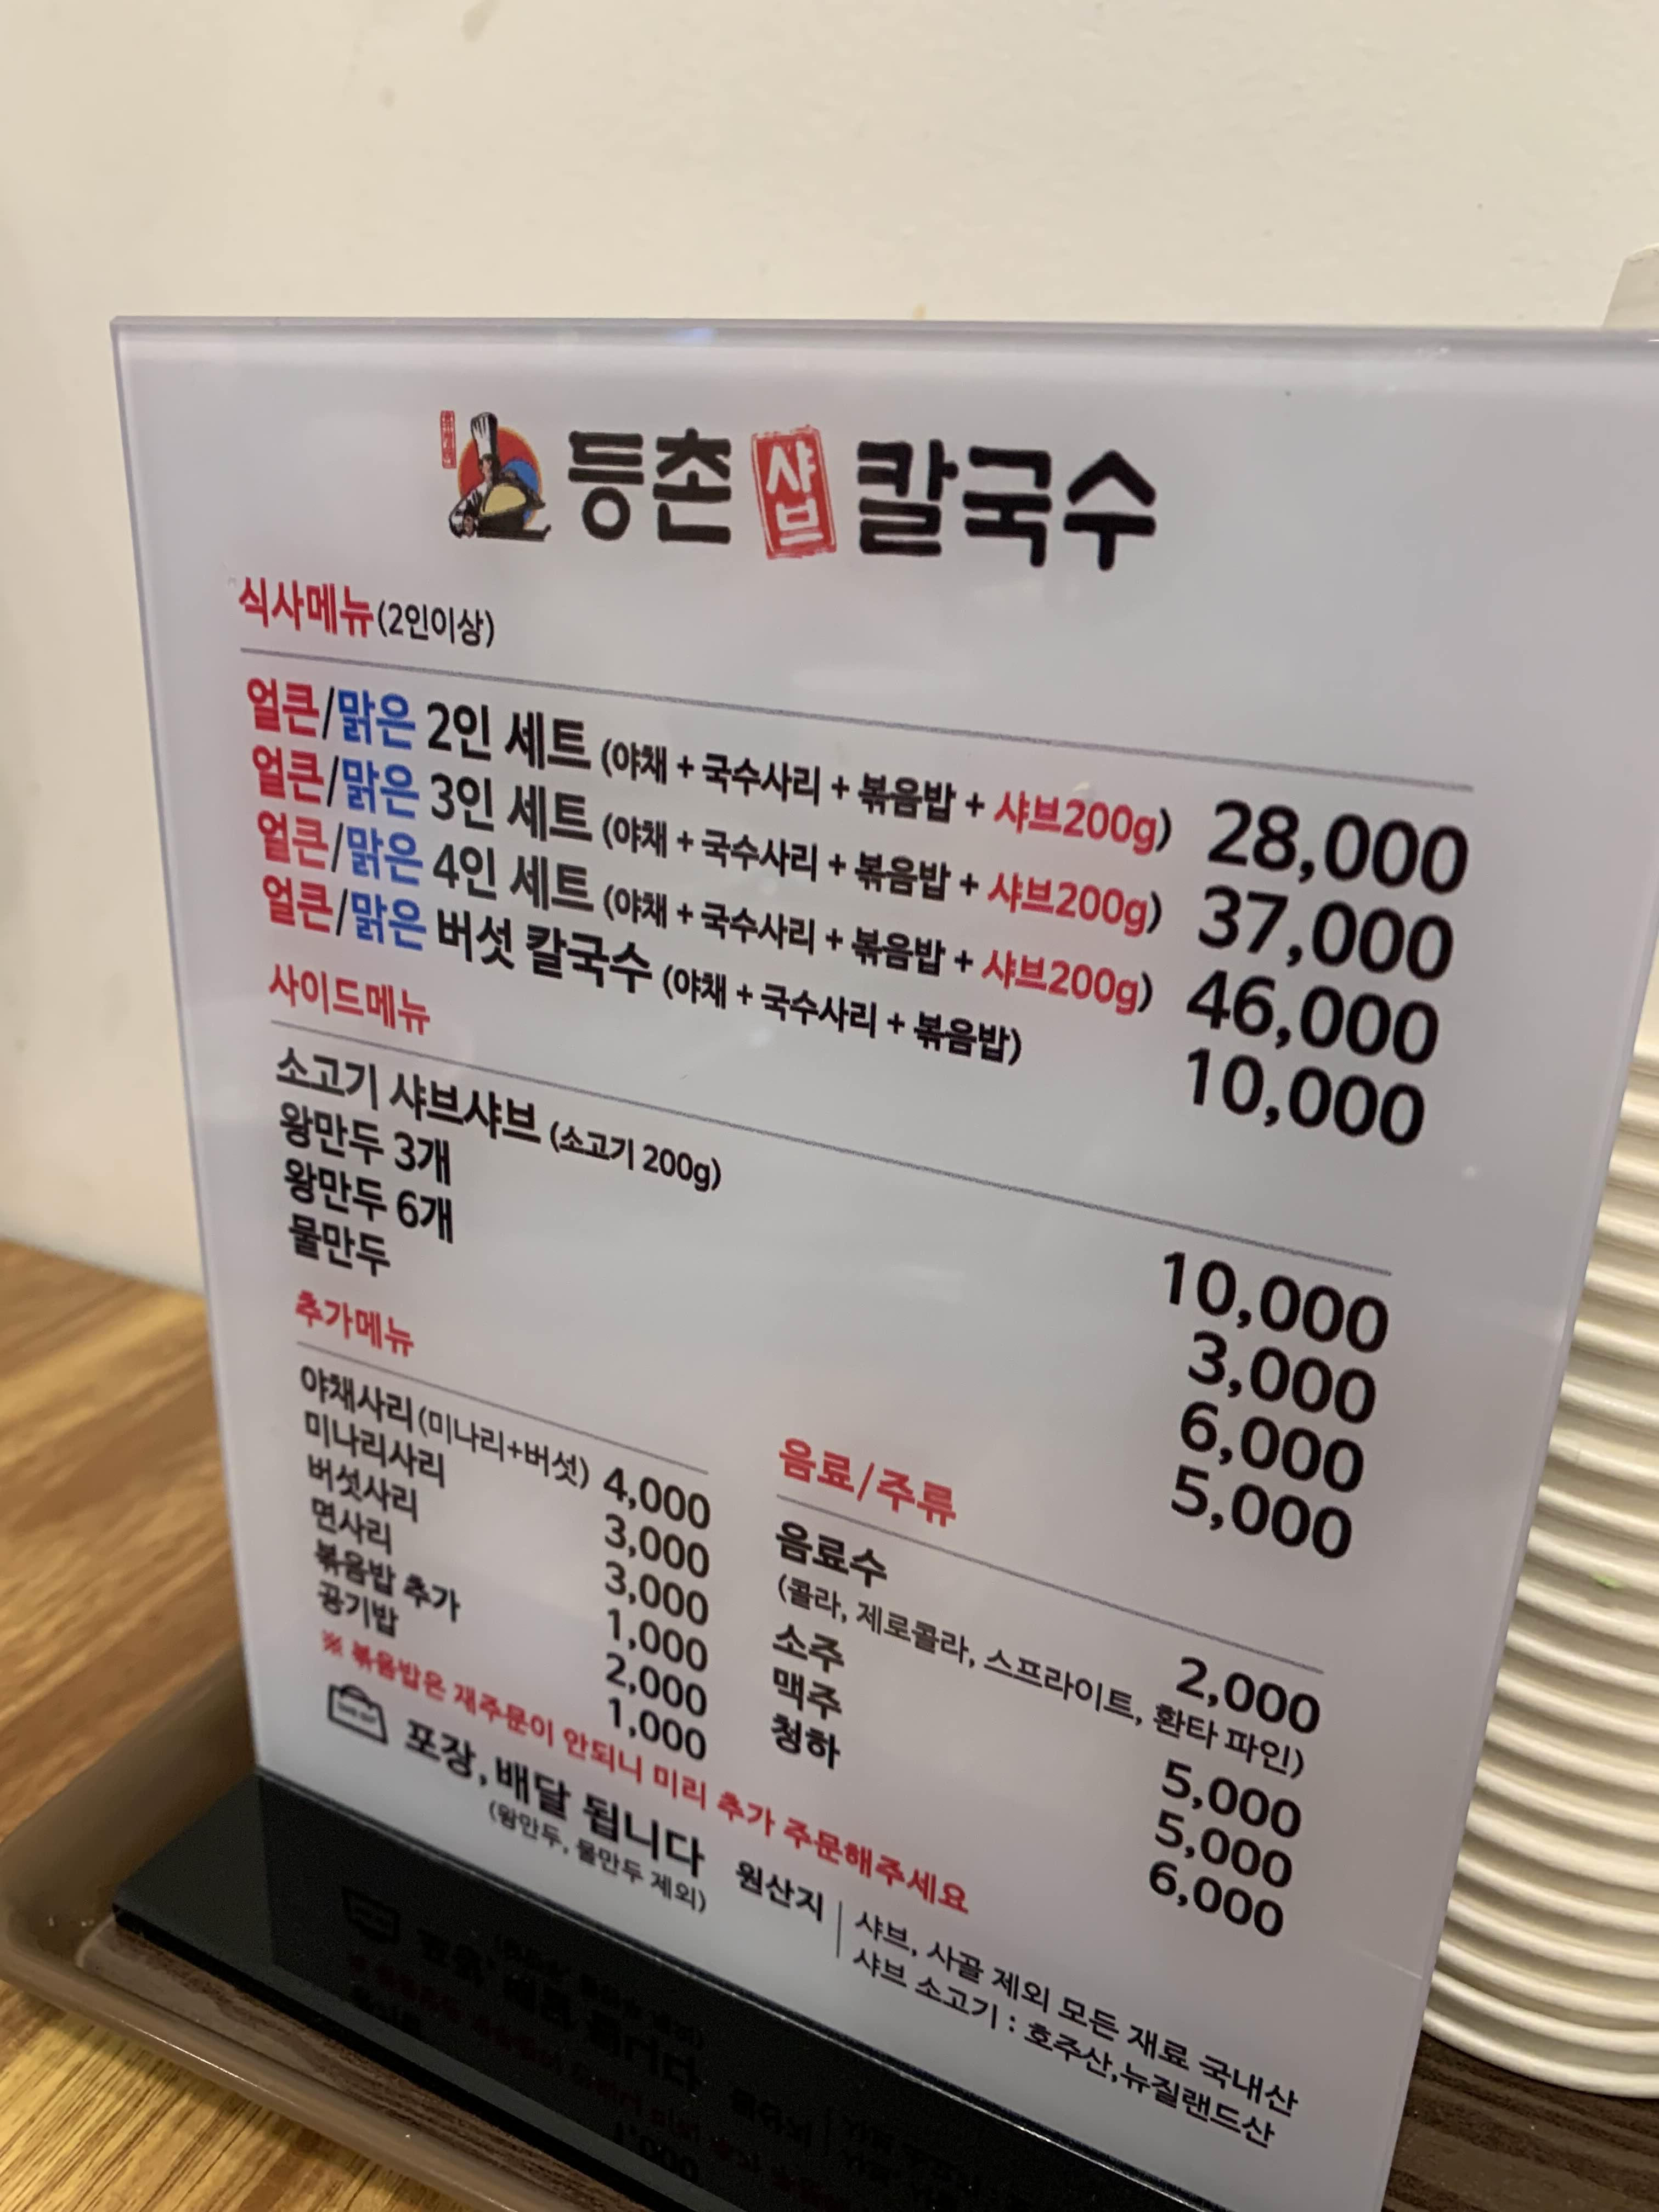 등촌 샤브 칼국수
식사메뉴(2인이상)
얼큰/맑은 2인 세트 (야채 + 국수사리 + 볶음밥 + 샤브200g) 28,000
얼큰/맑은 3인 세트 (야채 + 국수사리 + 볶음밥 + 샤브200g) 37,000
얼큰/맑은 4인 세트 (야채 + 국수사리 + 볶음밥 + 샤브200g) 46,000
얼큰/맑은 버섯 칼국수 (야채 + 국수사리 + 볶음밥) 10,000
사이드메뉴
소고기 샤브샤브 (소고기 200g) 10,000
왕만두 3개 3,000
왕만두 6개 6,000
물만두 5,000
추가메뉴
야채사리(미나리+버섯) 4,000
미나리사리 3,000
버섯사리 3,000
면사리 1,000
볶음밥 추가 2,000
공기밥 1,000
음료/주류
음료수 2,000
(콜라, 제로콜라, 스프라이트, 환타 파인)
소주 5,000
맥주 5,000
청하 6,000
※ 볶음밥은 재주문이 안되니 미리 추가 주문해주세요
포장,배달 됩니다
(왕만두, 물만두 제외)
원산지
샤브, 사골 제외 모든 재료 국내산
샤브 소고기 : 호주산,뉴질랜드산